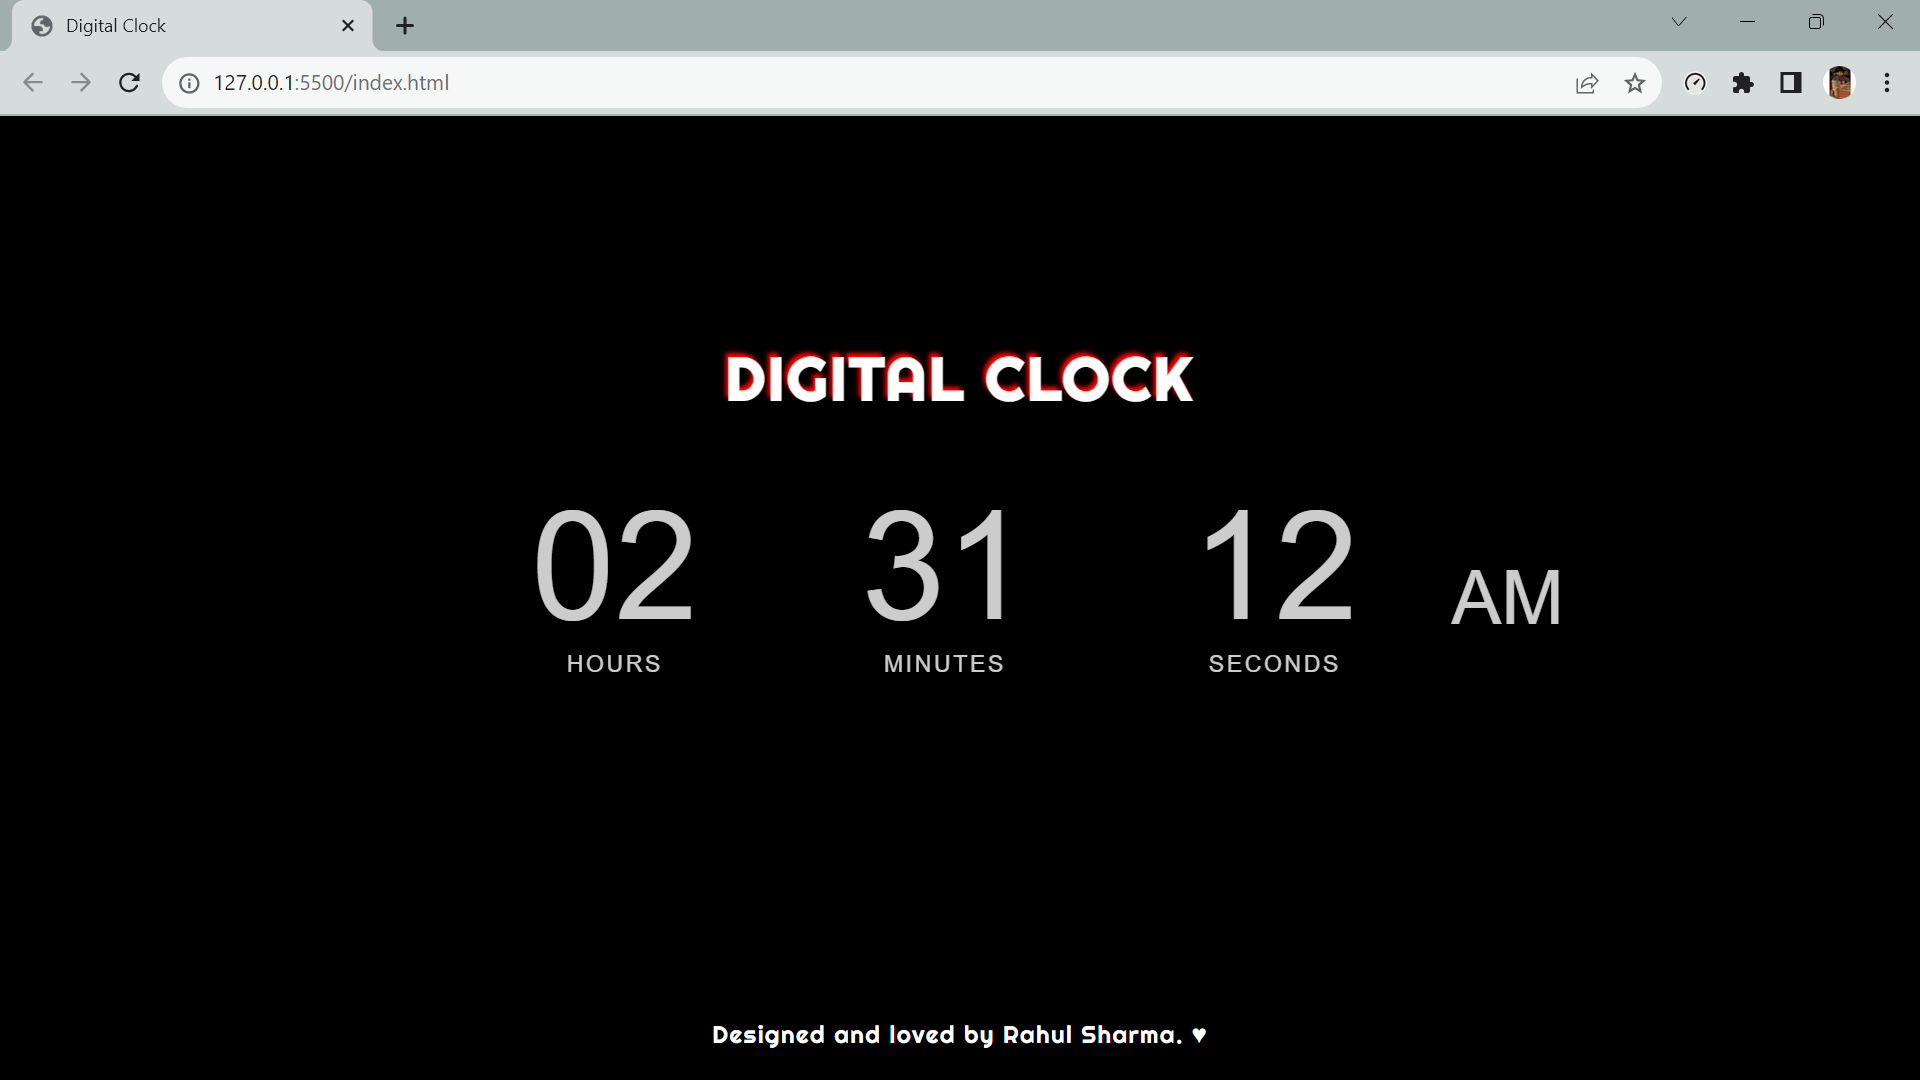 Digital Clock
127.0.0.1:5500/index.html
DIGITAL CLOCK
02 31 12 AM
HOURS MINUTES SECONDS
Designed and loved by Rahul Sharma. ♥